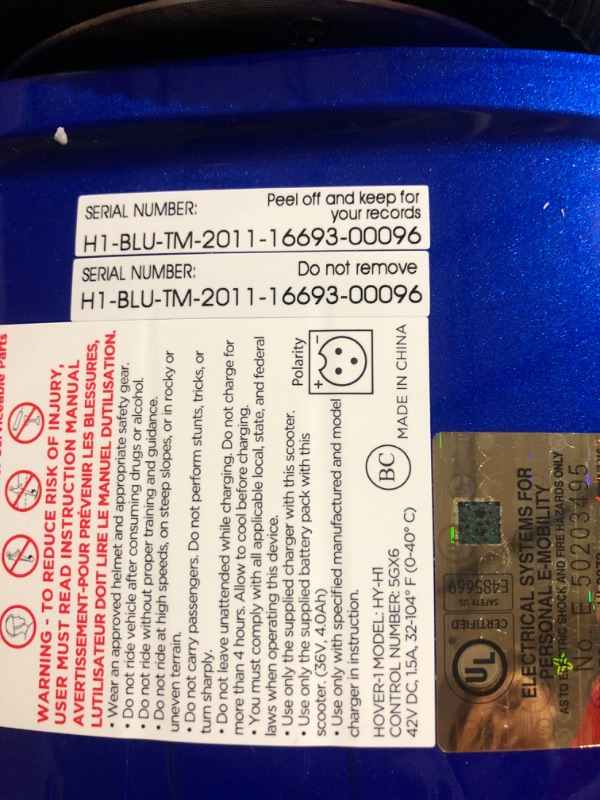 SERIAL NUMBER:
Peel off and keep for
your records
H1-BLU-TM-2011-16693-00096
SERIAL NUMBER:
Do not remove
H1-BLU-TM-2011-16693-00096
Parts
WARNING - TO REDUCE RISK OF INJURY,
USER MUST READ INSTRUCTION MANUAL
AVERTISSEMENT-POUR PRÉVENIR LES BLESSURES,
LUTILISATEUR DOIT LIRE LE MANUEL DUTILISATION.
• Wear an approved helmet and appropriate safety gear.
• Do not ride vehicle after consuming drugs or alcohol.
• Do not ride without proper training and guidance.
• Do not ride at high speeds, on steep slopes, or in rocky or
uneven terrain.
• Do not carry passengers. Do not perform stunts, tricks, or
turn sharply.
• Do not leave unattended while charging. Do not charge for
more than 4 hours. Allow to cool before charging.
• You must comply with all applicable local, state, and federal
laws when operating this device.
• Use only the supplied charger with this scooter.
• Use only the supplied battery pack with this
scooter. (36V, 4.0Ah)
• Use only with specified manufactured and model
charger in instruction.
Polarity
+ -
HOVER-1 MODEL: HY-H1
CONTROL NUMBER: 5GX6
42V DC, 1.5A, 32-104° F (0-40° C)
BC
MADE IN CHINA
UL
®
CERTIFIED
SAFETY US
E485669
ELECTRICAL SYSTEMS FOR
PERSONAL E-MOBILITY
AS TO ELECTRIC SHOCK AND FIRE HAZARDS ONLY
No. E 50203495